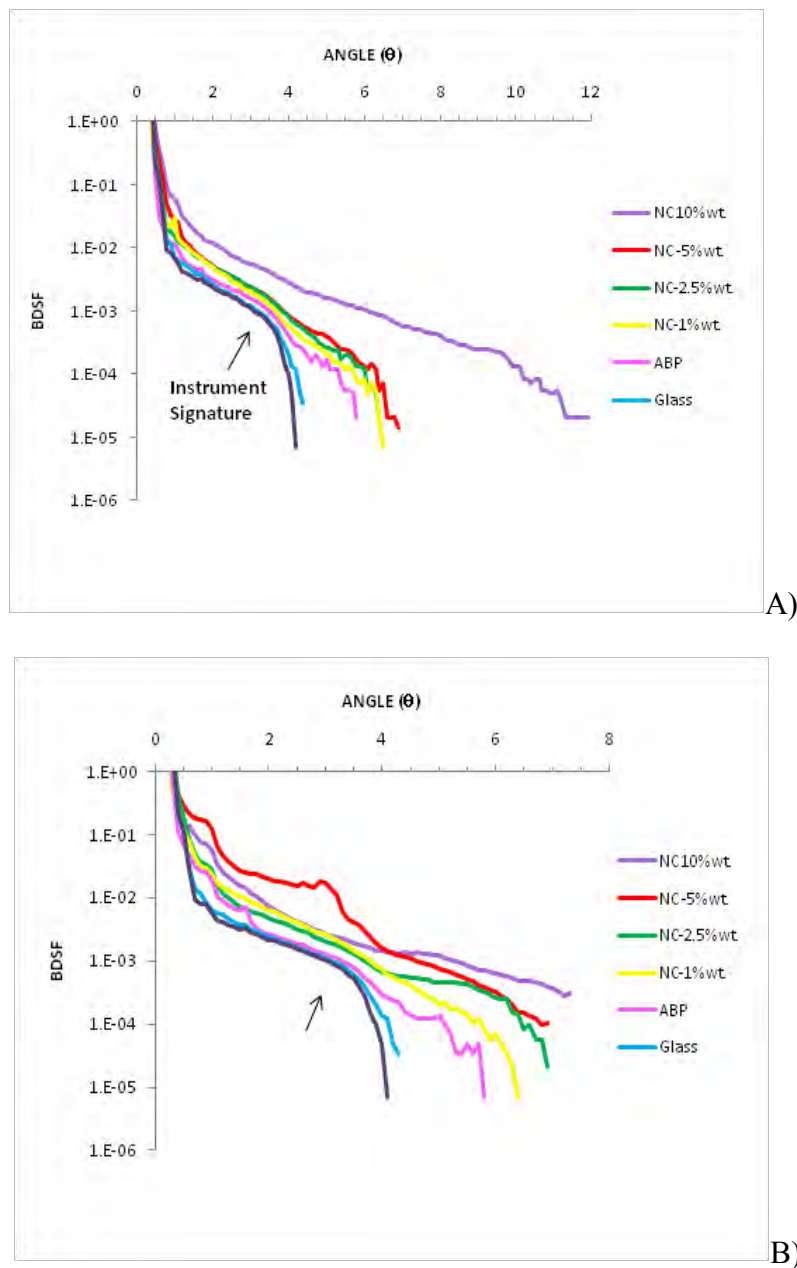 ANGLE (θ)
0 2 4 6 8 10 12
1.E+00
1.E-01
1.E-02
1.E-03
1.E-04
1.E-05
1.E-06
BDSF
Instrument
Signature
NC10%wt
NC-5%wt
NC-2.5%wt
NC-1%wt
ABP
Glass
A)
ANGLE (θ)
0 2 4 6 8
1.E+00
1.E-01
1.E-02
1.E-03
1.E-04
1.E-05
1.E-06
BDSF
NC10%wt
NC-5%wt
NC-2.5%wt
NC-1%wt
ABP
Glass
B)